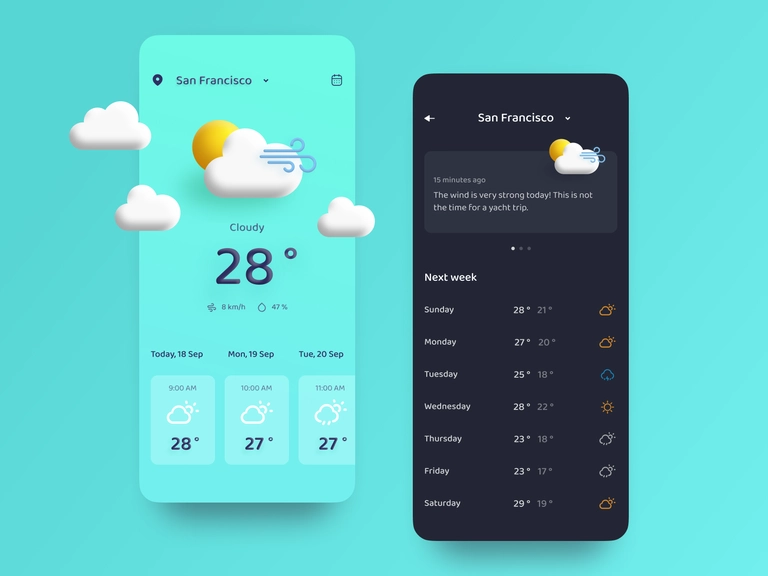 San Francisco
Cloudy
28°
8 km/h 47 %
Today, 18 Sep Mon, 19 Sep Tue, 20 Sep
9:00 AM 10:00 AM 11:00 AM
28° 27° 27°
San Francisco
15 minutes ago
The wind is very strong today! This is not
the time for a yacht trip.
Next week
Sunday 28° 21°
Monday 27° 20°
Tuesday 25° 18°
Wednesday 28° 22°
Thursday 23° 18°
Friday 23° 17°
Saturday 29° 19°